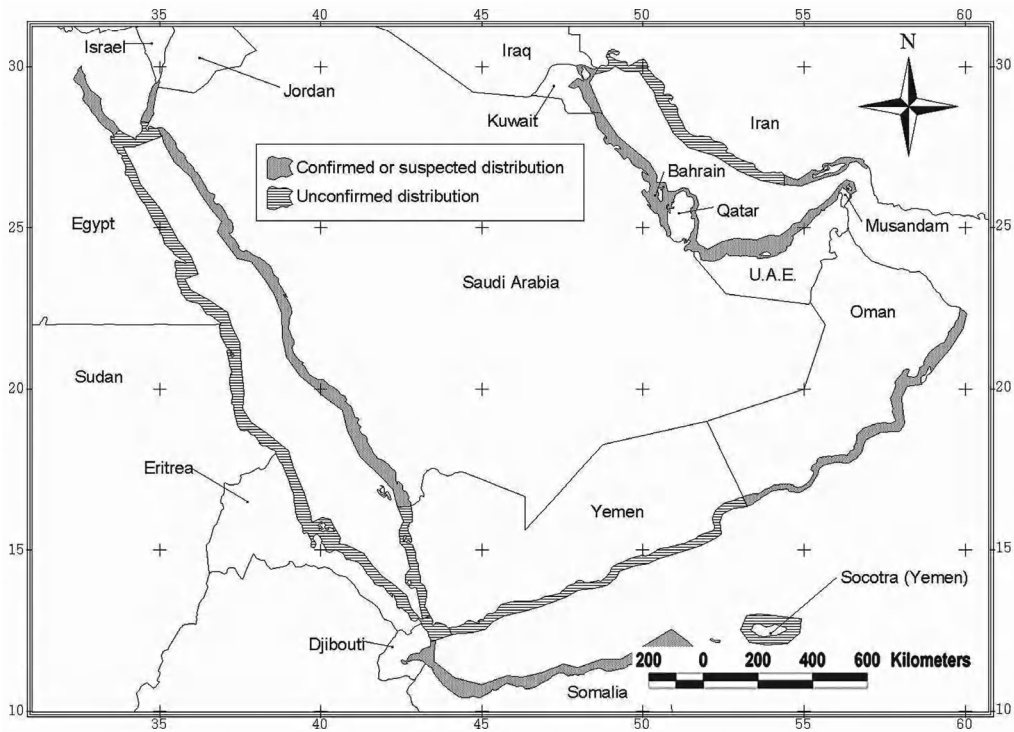 35 40 45 50 55 60
Israel
Iraq
N
30 30
Jordan
Kuwait
Iran
Confirmed or suspected distribution
Bahrain
Unconfirmed distribution
Egypt
Qatar
Musandam
25 25
U.A.E.
Saudi Arabia
Oman
Sudan
20 20
Eritrea
Yemen
15 15
Socotra (Yemen)
Djibouti
200 0 200 400 600 Kilometers
Somalia
10 10
35 40 45 50 55 60